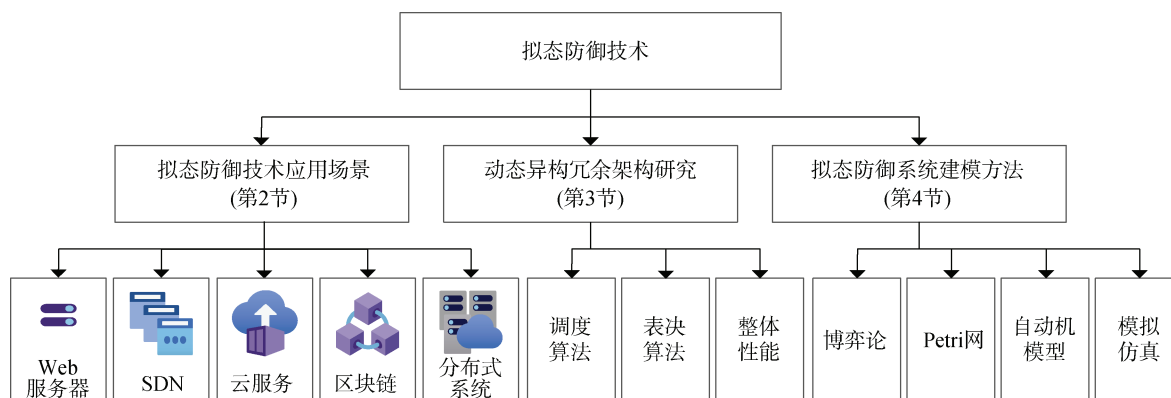 拟态防御技术
拟态防御技术应用场景
(第2节)
动态异构冗余架构研究
(第3节)
拟态防御系统建模方法
(第4节)
Web
服务器
SDN
云服务
区块链
分布式
系统
调度
算法
表决
算法
整体
性能
博弈论
Petri网
自动机
模型
模拟
仿真